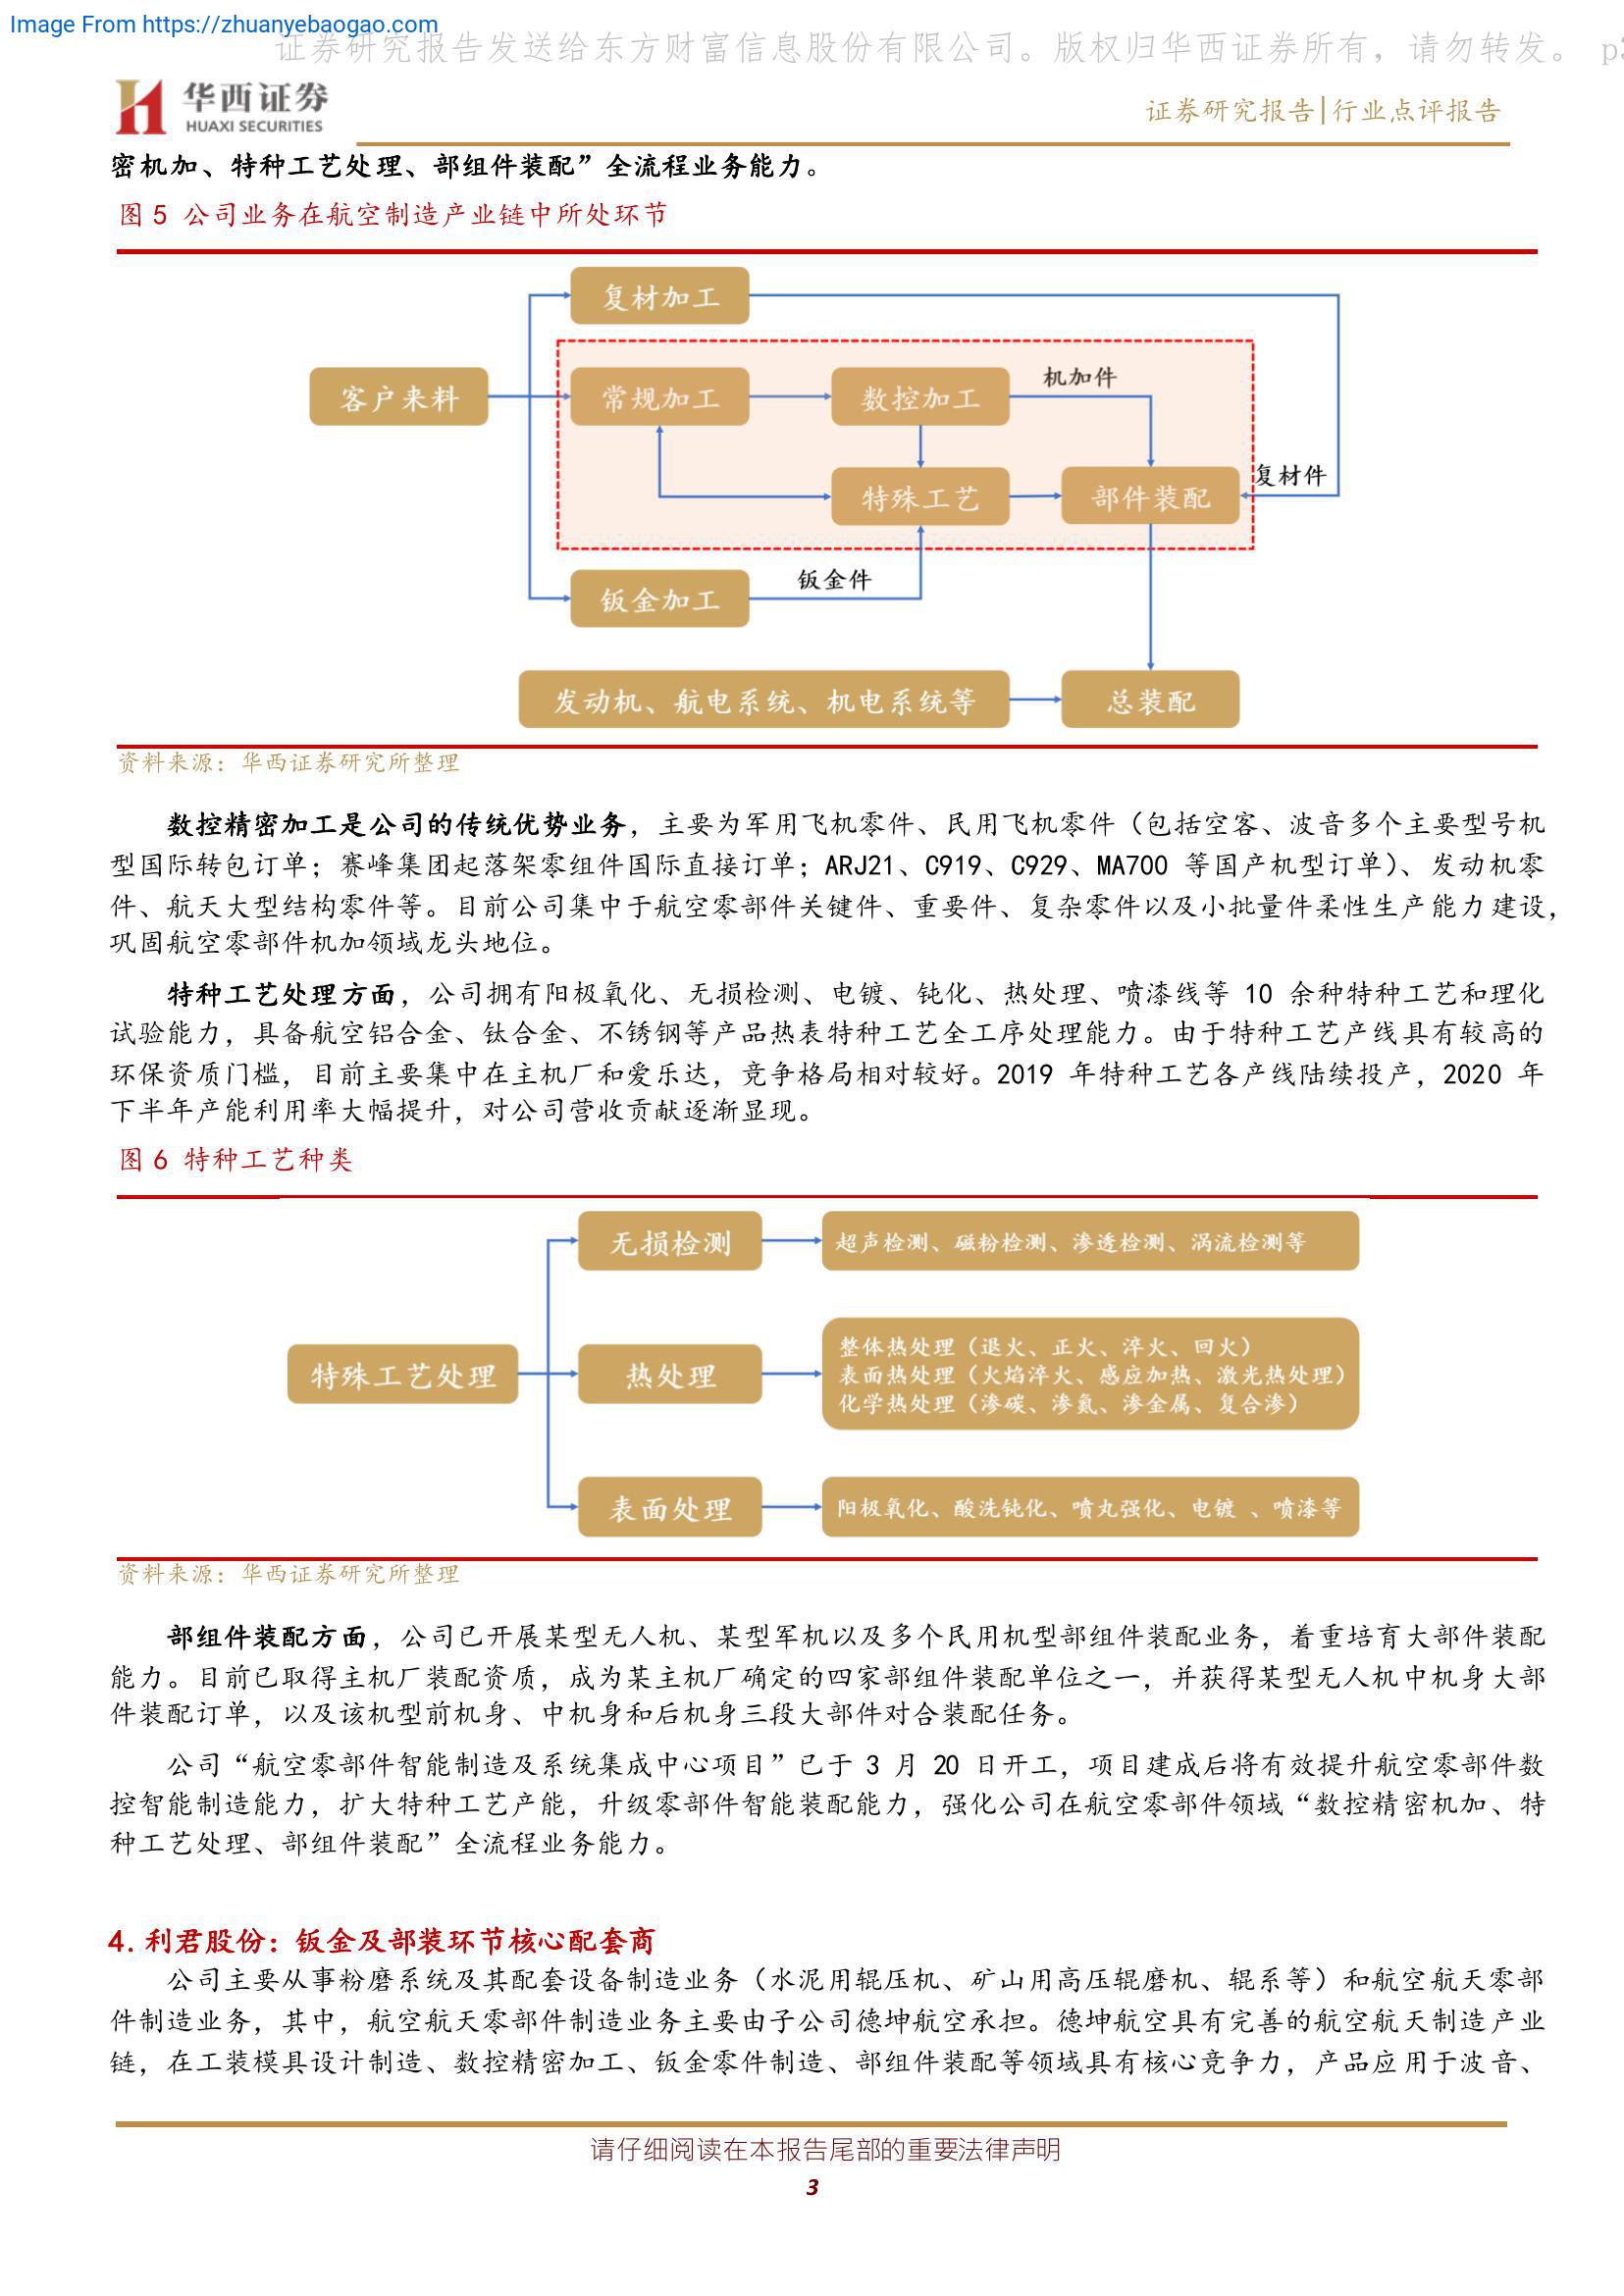 Image From https://zhuanyebaogao.com
证券研究报告发送给东方财富信息股份有限公司。版权归华西证券所有，请勿转发。 p3
华西证券
HUAXI SECURITIES
证券研究报告|行业点评报告
密机加、特种工艺处理、部组件装配”全流程业务能力。
图 5 公司业务在航空制造产业链中所处环节
复材加工
客户来料
常规加工
数控加工
机加件
特殊工艺
部件装配
复材件
钣金加工
钣金件
发动机、航电系统、机电系统等
总装配
资料来源：华西证券研究所整理
数控精密加工是公司的传统优势业务，主要为军用飞机零件、民用飞机零件（包括空客、波音多个主要型号机
型国际转包订单；赛峰集团起落架零组件国际直接订单；ARJ21、C919、C929、MA700 等国产机型订单）、发动机零
件、航天大型结构零件等。目前公司集中于航空零部件关键件、重要件、复杂零件以及小批量件柔性生产能力建设，
巩固航空零部件机加领域龙头地位。
特种工艺处理方面，公司拥有阳极氧化、无损检测、电镀、钝化、热处理、喷漆线等 10 余种特种工艺和理化
试验能力，具备航空铝合金、钛合金、不锈钢等产品热表特种工艺全工序处理能力。由于特种工艺产线具有较高的
环保资质门槛，目前主要集中在主机厂和爱乐达，竞争格局相对较好。2019 年特种工艺各产线陆续投产，2020 年
下半年产能利用率大幅提升，对公司营收贡献逐渐显现。
图 6 特种工艺种类
无损检测
超声检测、磁粉检测、渗透检测、涡流检测等
特殊工艺处理
热处理
整体热处理（退火、正火、淬火、回火）
表面热处理（火焰淬火、感应加热、激光热处理）
化学热处理（渗碳、渗氮、渗金属、复合渗）
表面处理
阳极氧化、酸洗钝化、喷丸强化、电镀 、喷漆等
资料来源：华西证券研究所整理
部组件装配方面，公司已开展某型无人机、某型军机以及多个民用机型部组件装配业务，着重培育大部件装配
能力。目前已取得主机厂装配资质，成为某主机厂确定的四家部组件装配单位之一，并获得某型无人机中机身大部
件装配订单，以及该机型前机身、中机身和后机身三段大部件对合装配任务。
公司“航空零部件智能制造及系统集成中心项目”已于 3 月 20 日开工，项目建成后将有效提升航空零部件数
控智能制造能力，扩大特种工艺产能，升级零部件智能装配能力，强化公司在航空零部件领域“数控精密机加、特
种工艺处理、部组件装配”全流程业务能力。
4.利君股份：钣金及部装环节核心配套商
公司主要从事粉磨系统及其配套设备制造业务（水泥用辊压机、矿山用高压辊磨机、辊系等）和航空航天零部
件制造业务，其中，航空航天零部件制造业务主要由子公司德坤航空承担。德坤航空具有完善的航空航天制造产业
链，在工装模具设计制造、数控精密加工、钣金零件制造、部组件装配等领域具有核心竞争力，产品应用于波音、
请仔细阅读在本报告尾部的重要法律声明
3